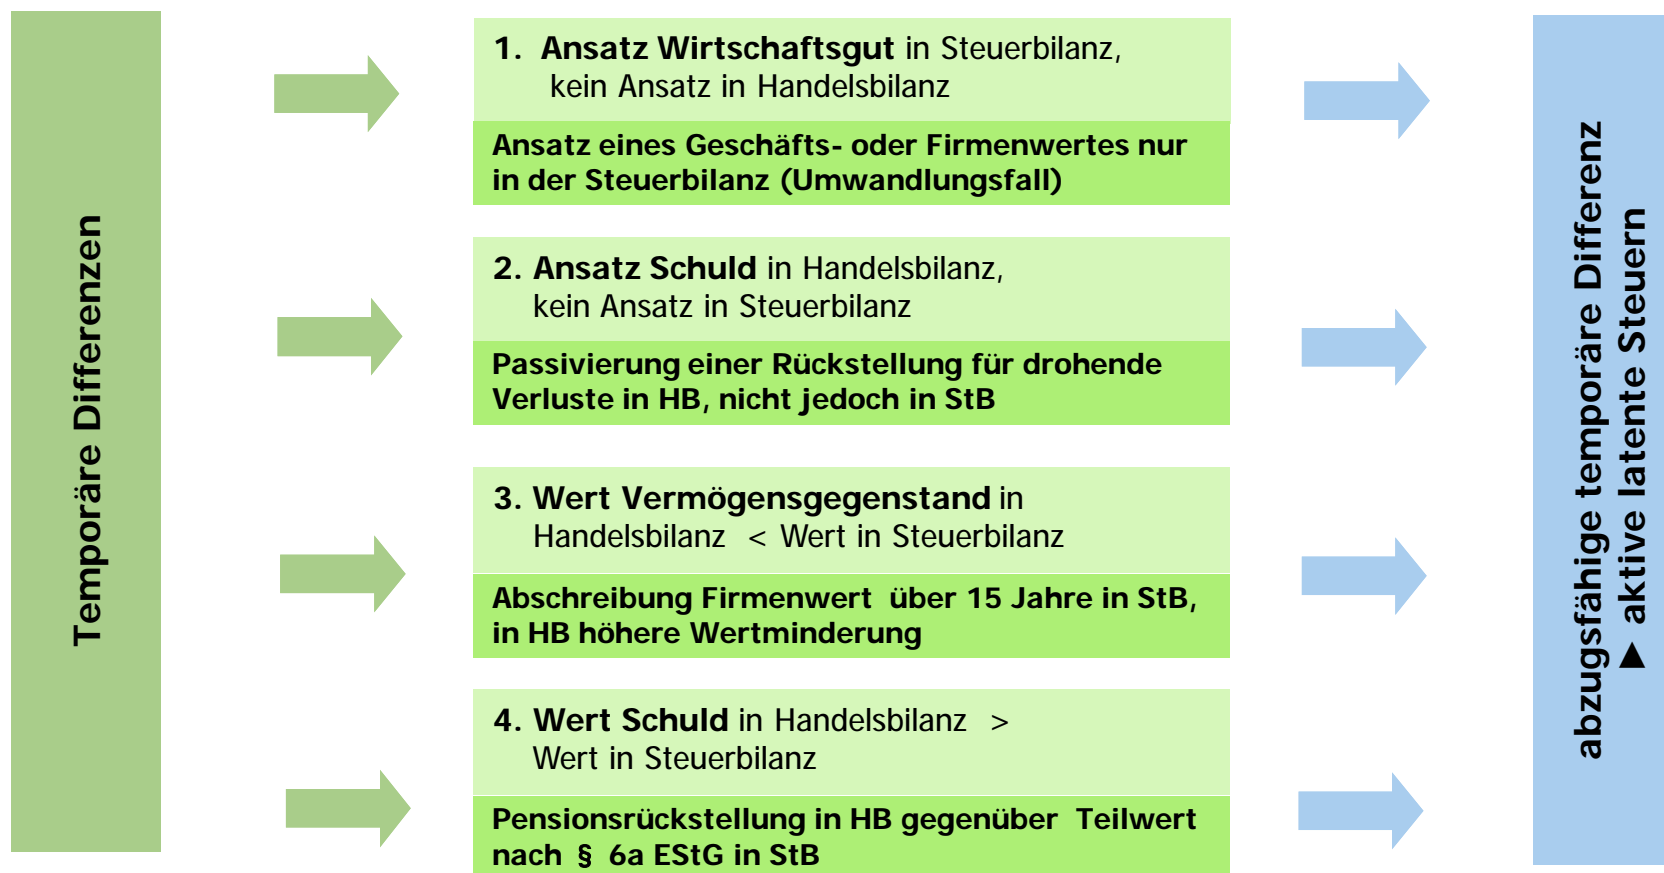 Temporäre Differenzen
1. Ansatz Wirtschaftsgut in Steuerbilanz,
kein Ansatz in Handelsbilanz
Ansatz eines Geschäfts- oder Firmenwertes nur
in der Steuerbilanz (Umwandlungsfall)
2. Ansatz Schuld in Handelsbilanz,
kein Ansatz in Steuerbilanz
Passivierung einer Rückstellung für drohende
Verluste in HB, nicht jedoch in StB
3. Wert Vermögensgegenstand in
Handelsbilanz < Wert in Steuerbilanz
Abschreibung Firmenwert über 15 Jahre in StB,
in HB höhere Wertminderung
4. Wert Schuld in Handelsbilanz >
Wert in Steuerbilanz
Pensionsrückstellung in HB gegenüber Teilwert
nach § 6a EStG in StB
abzugsfähige temporäre Differenz
► aktive latente Steuern